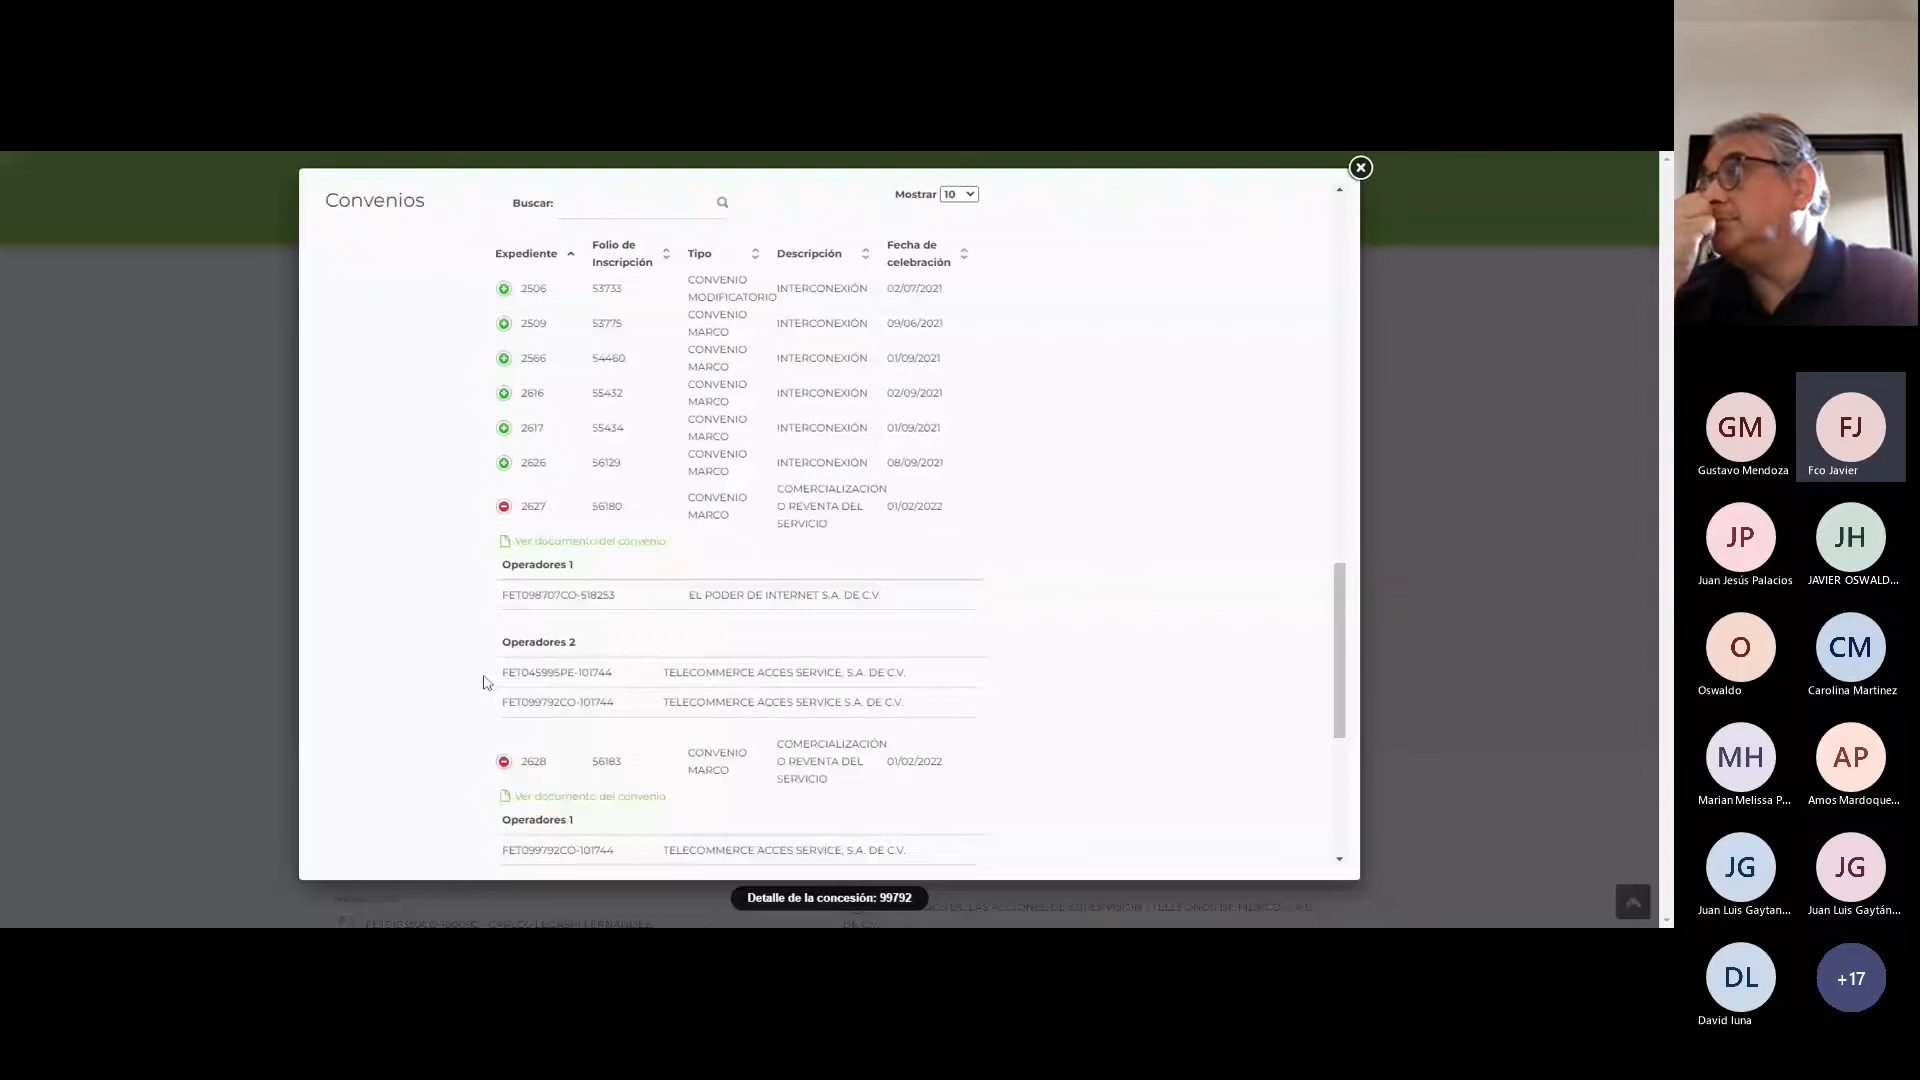 Convenios
Buscar:
Mostrar 10
Expediente
Folio de Inscripción
Tipo
Descripción
Fecha de celebración
2506 53733 CONVENIO MODIFICATORIO INTERCONEXIÓN 02/07/2021
2509 53775 CONVENIO MARCO INTERCONEXIÓN 09/06/2021
2566 54460 CONVENIO MARCO INTERCONEXIÓN 01/09/2021
2616 55432 CONVENIO MARCO INTERCONEXIÓN 02/09/2021
2617 55434 CONVENIO MARCO INTERCONEXIÓN 01/09/2021
2626 56129 CONVENIO MARCO INTERCONEXIÓN 08/09/2021
2627 56180 CONVENIO MARCO COMERCIALIZACIÓN O REVENTA DEL SERVICIO 01/02/2022
Ver documento del convenio
Operadores 1
FET098707CO-518253 EL PODER DE INTERNET S.A. DE C.V.
Operadores 2
FET045995PE-101744 TELECOMMERCE ACCES SERVICE, S.A. DE C.V.
FET099792CO-101744 TELECOMMERCE ACCES SERVICE S.A. DE C.V.
2628 56183 CONVENIO MARCO COMERCIALIZACIÓN O REVENTA DEL SERVICIO 01/02/2022
Ver documento del convenio
Operadores 1
FET099792CO-101744 TELECOMMERCE ACCES SERVICE, S.A. DE C.V.
Detalle de la concesión: 99792
GM
Gustavo Mendoza
FJ
Fco Javier
JP
Juan Jesús Palacios
JH
JAVIER OSWALD...
O
Oswaldo
CM
Carolina Martinez
MH
Marian Melissa P...
AP
Amos Mardoque...
JG
Juan Luis Gaytan...
JG
Juan Luis Gaytán...
DL
David luna
+17